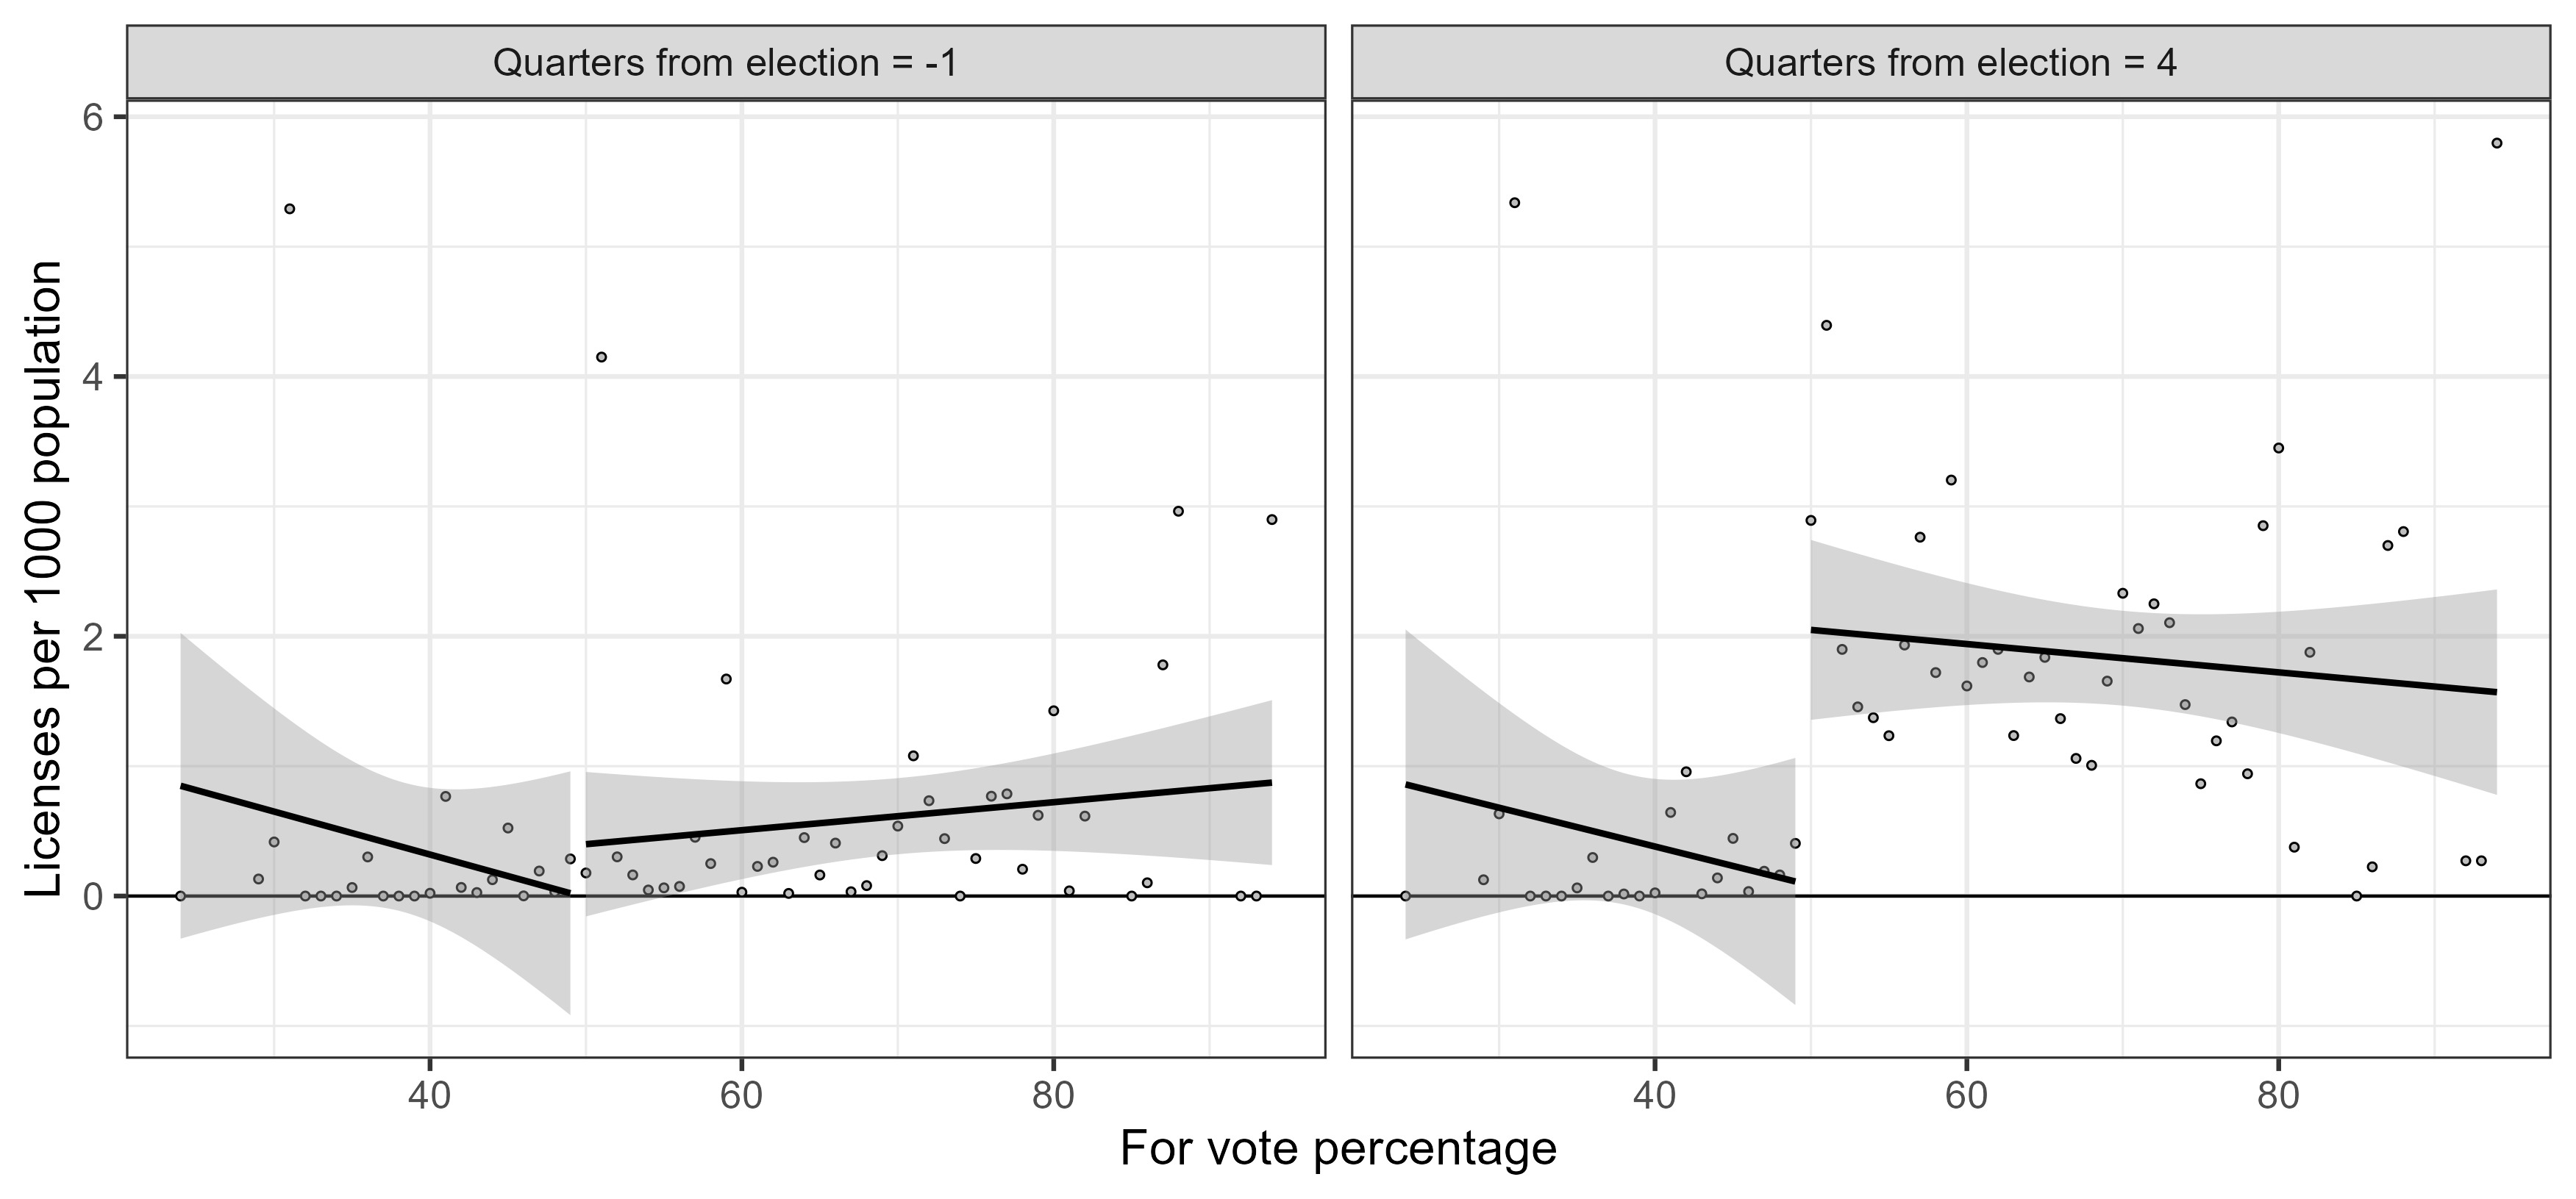 Quarters from election = -1
Quarters from election = 4
Licenses per 1000 population
6
4
2
0
40
60
80
40
60
80
For vote percentage